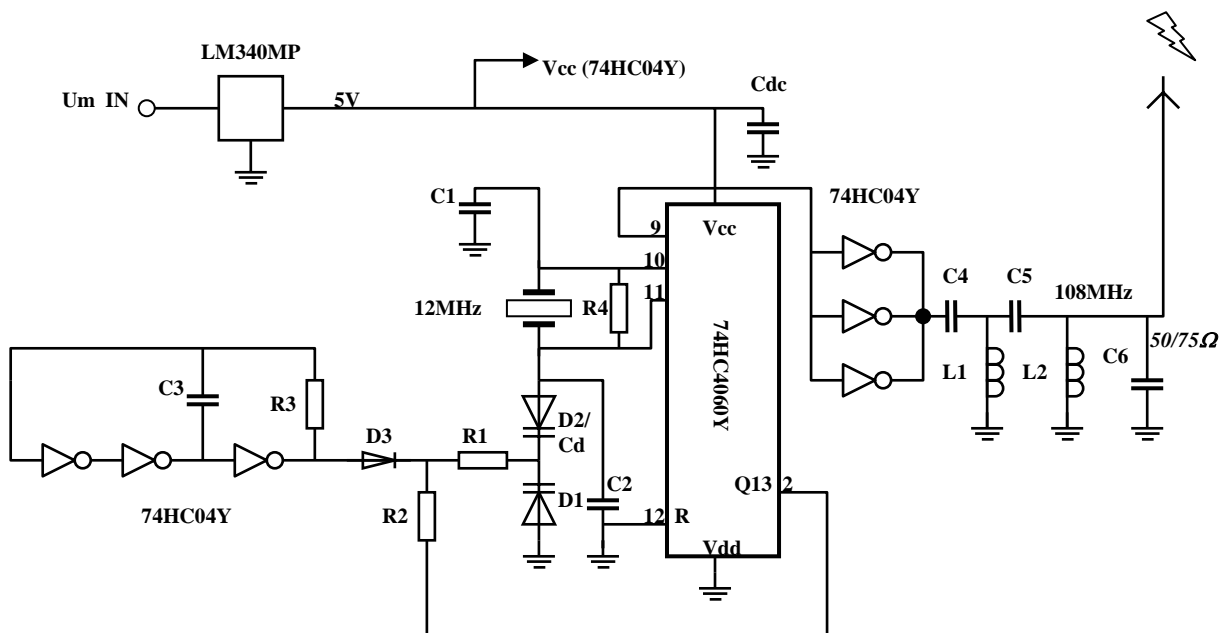 LM340MP
Um IN
5V
Vcc (74HC04Y)
Cdc
C1
9
Vcc
74HC04Y
10
11
12MHz
R4
74HC4060Y
C4
C5
108MHz
50/75Ω
L1
L2
C6
C3
R3
D3
R1
D2/
Cd
D1
C2
R2
12
R
Q13
2
Vdd
74HC04Y